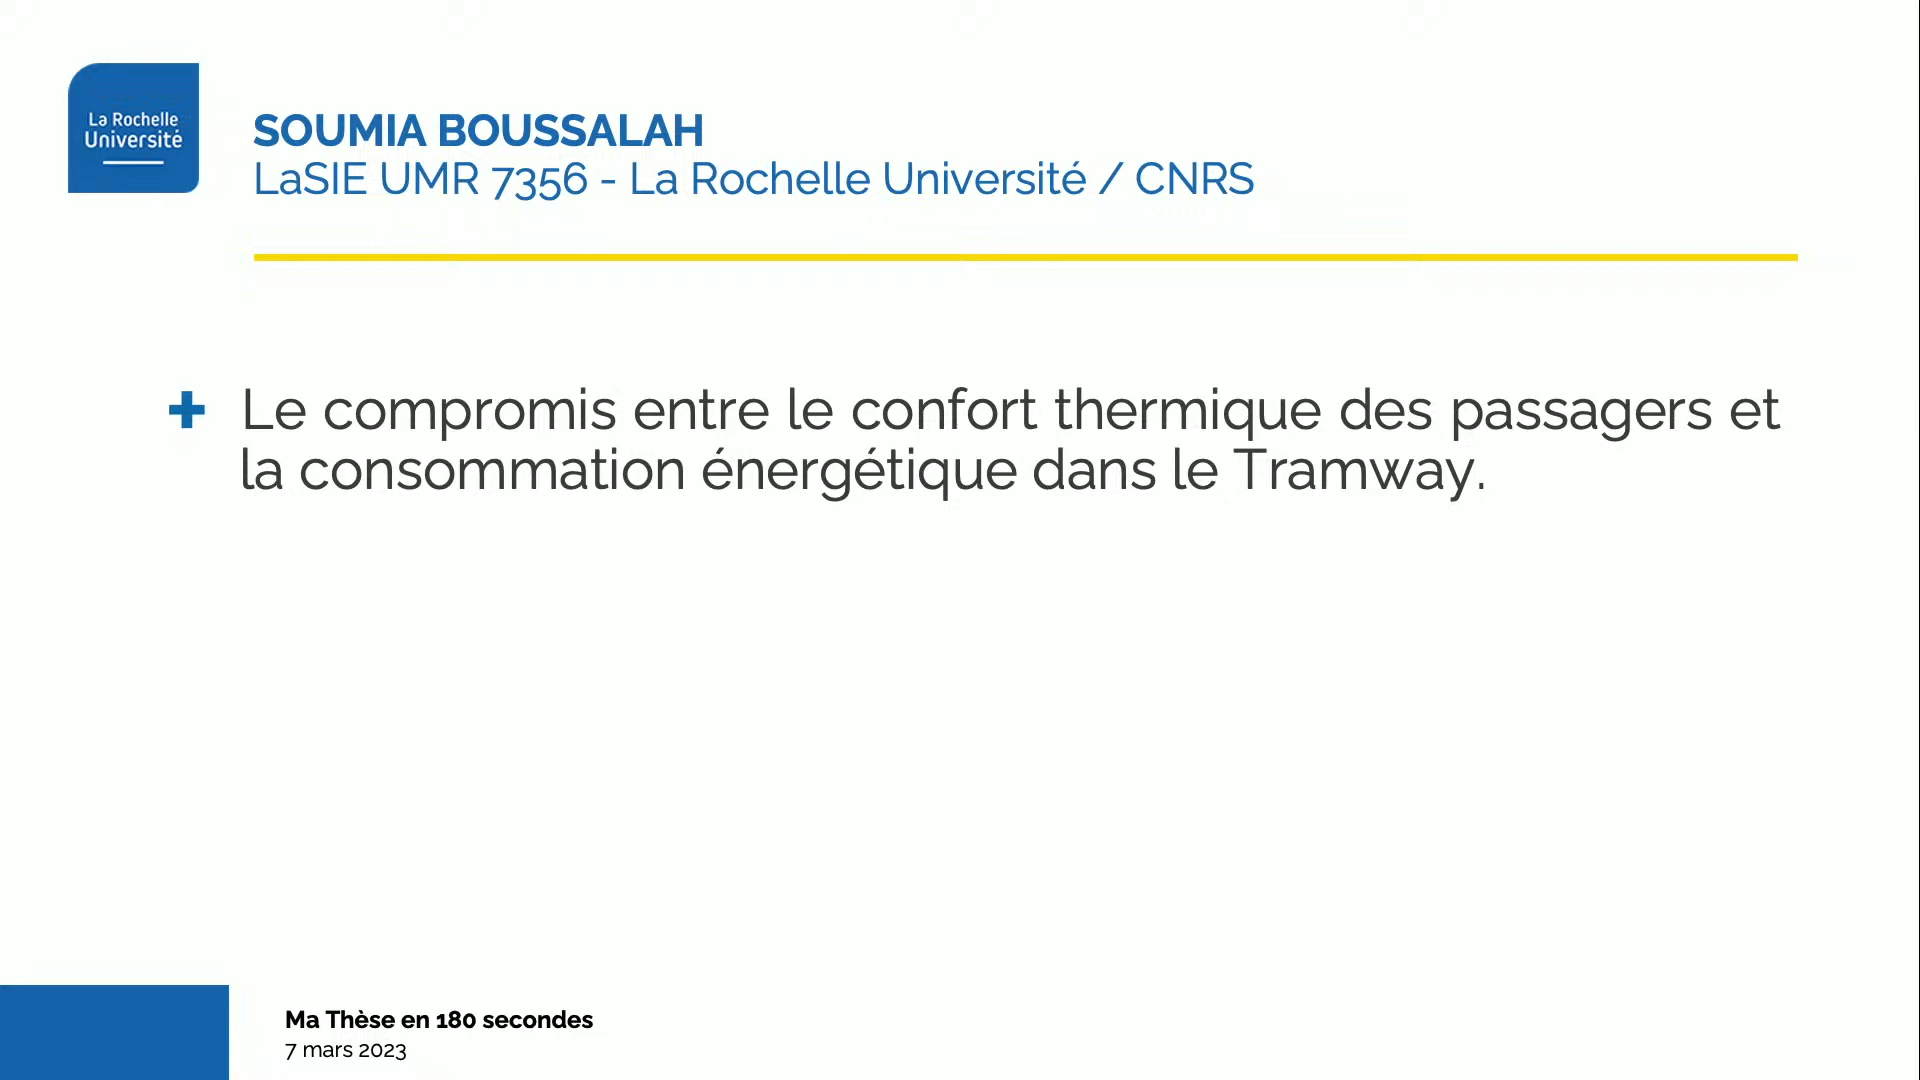 La Rochelle
Université
SOUMIA BOUSSALAH
LaSIE UMR 7356 - La Rochelle Université / CNRS
Le compromis entre le confort thermique des passagers et
la consommation énergétique dans le Tramway.
Ma Thèse en 180 secondes
7 mars 2023